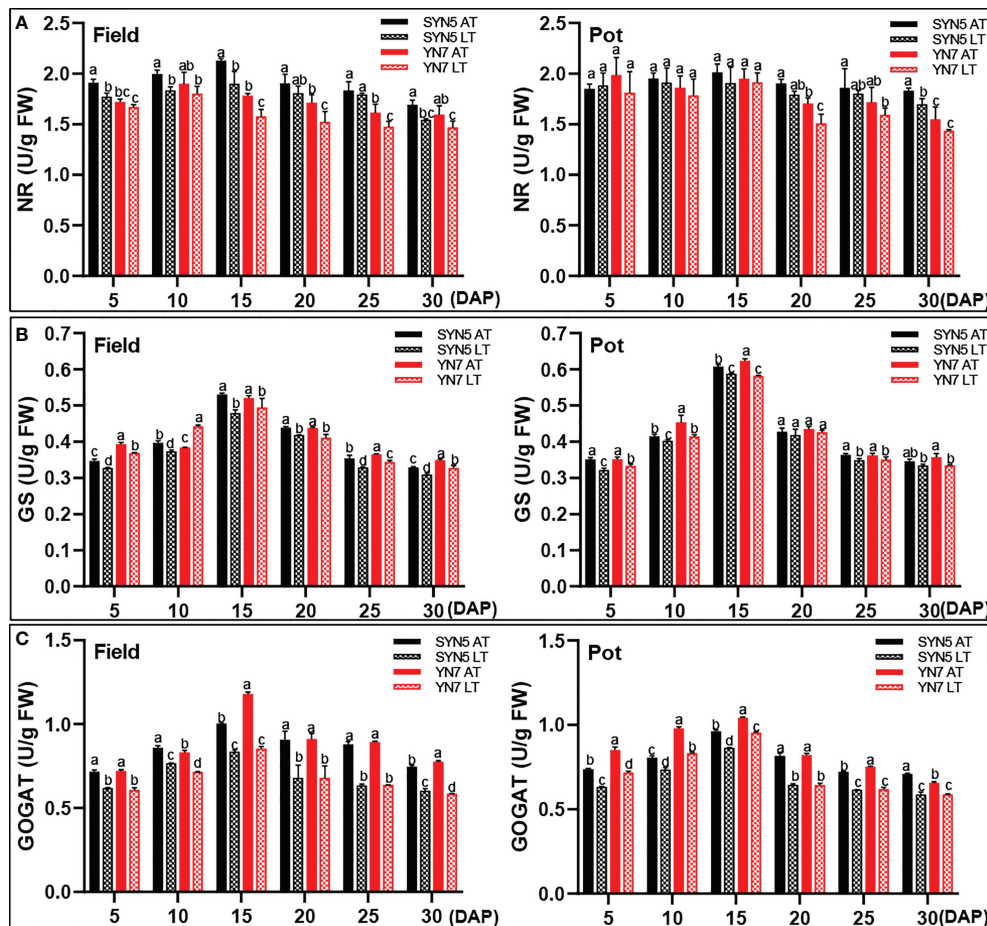 A
Field
SYN5 AT
SYN5 LT
YN7 AT
YN7 LT
NR (U/g FW)
2.5
2.0
1.5
1.0
0.5
0.0
a b bc c a b ab b a b b c a ab b c a a b c a bc ab c
5 10 15 20 25 30 (DAP)
Pot
SYN5 AT
SYN5 LT
YN7 AT
YN7 LT
NR (U/g FW)
2.5
2.0
1.5
1.0
0.5
0.0
a a a a a a a a a a a a a ab b c a ab ab b a b c c
5 10 15 20 25 30 (DAP)
B
Field
SYN5 AT
SYN5 LT
YN7 AT
YN7 LT
GS (U/g FW)
0.7
0.6
0.5
0.4
0.3
0.2
0.1
0.0
c d a b b d c a a b a b a b a b b d a c b d a b
5 10 15 20 25 30 (DAP)
Pot
SYN5 AT
SYN5 LT
YN7 AT
YN7 LT
GS (U/g FW)
0.7
0.6
0.5
0.4
0.3
0.2
0.1
0.0
a c a b b c a b b c a c a a a a a b a b ab b a b
5 10 15 20 25 30 (DAP)
C
Field
SYN5 AT
SYN5 LT
YN7 AT
YN7 LT
GOGAT (U/g FW)
1.5
1.0
0.5
0.0
a b a b a c b d b c a c a b a b a b a b b c a d
5 10 15 20 25 30 (DAP)
Pot
SYN5 AT
SYN5 LT
YN7 AT
YN7 LT
GOGAT (U/g FW)
1.5
1.0
0.5
0.0
b c a b c d a b b d a c a b a b b c a c a c b c
5 10 15 20 25 30 (DAP)